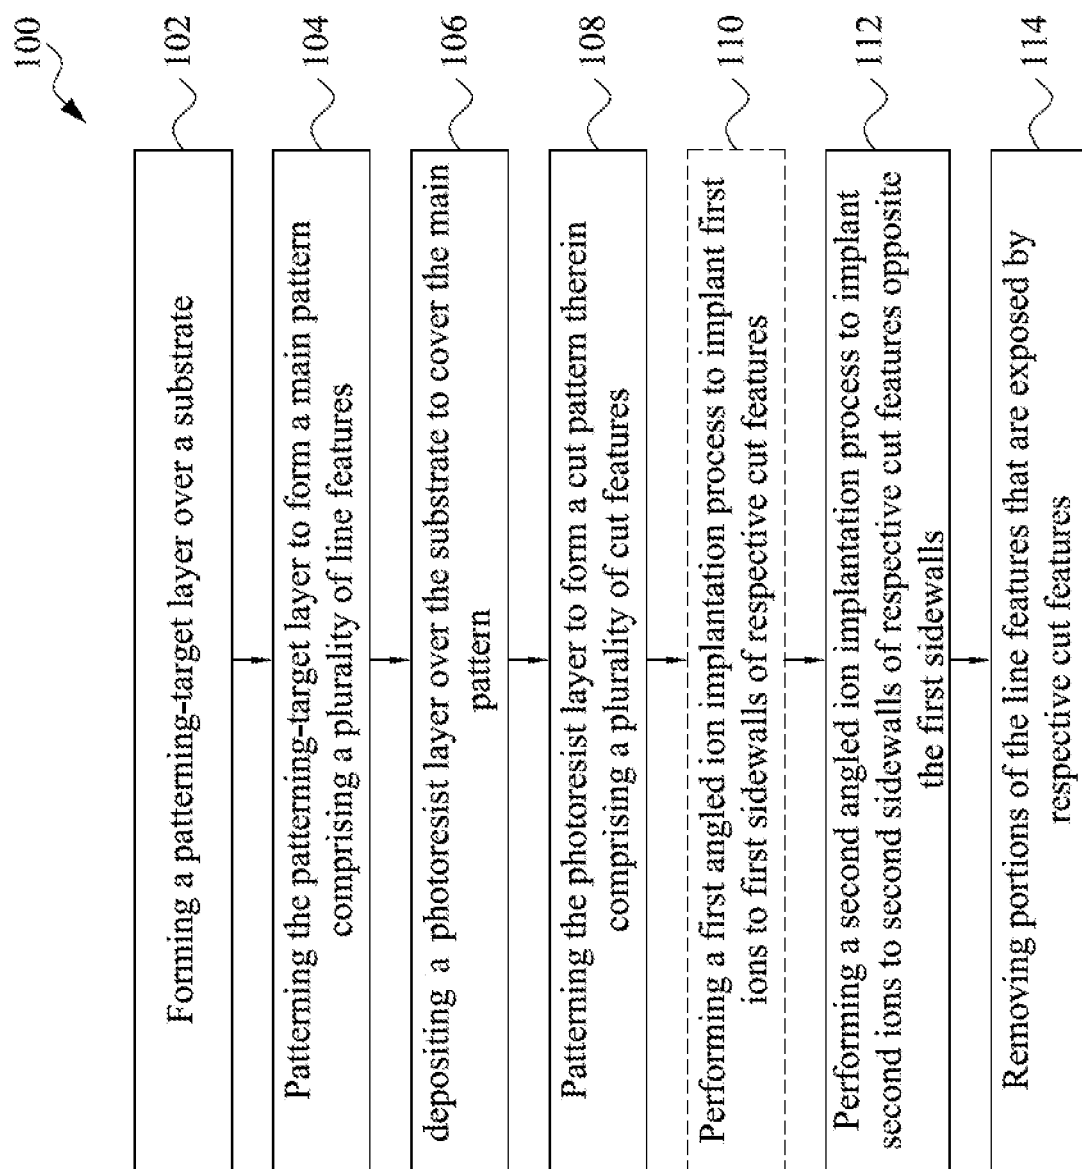 100
102
Forming a patterning-target layer over a substrate
104
Patterning the patterning-target layer to form a main pattern
comprising a plurality of line features
106
depositing a photoresist layer over the substrate to cover the main
pattern
108
Patterning the photoresist layer to form a cut pattern therein
comprising a plurality of cut features
110
Performing a first angled ion implantation process to implant first
ions to first sidewalls of respective cut features
112
Performing a second angled ion implantation process to implant
second ions to second sidewalls of respective cut features opposite
the first sidewalls
114
Removing portions of the line features that are exposed by
respective cut features